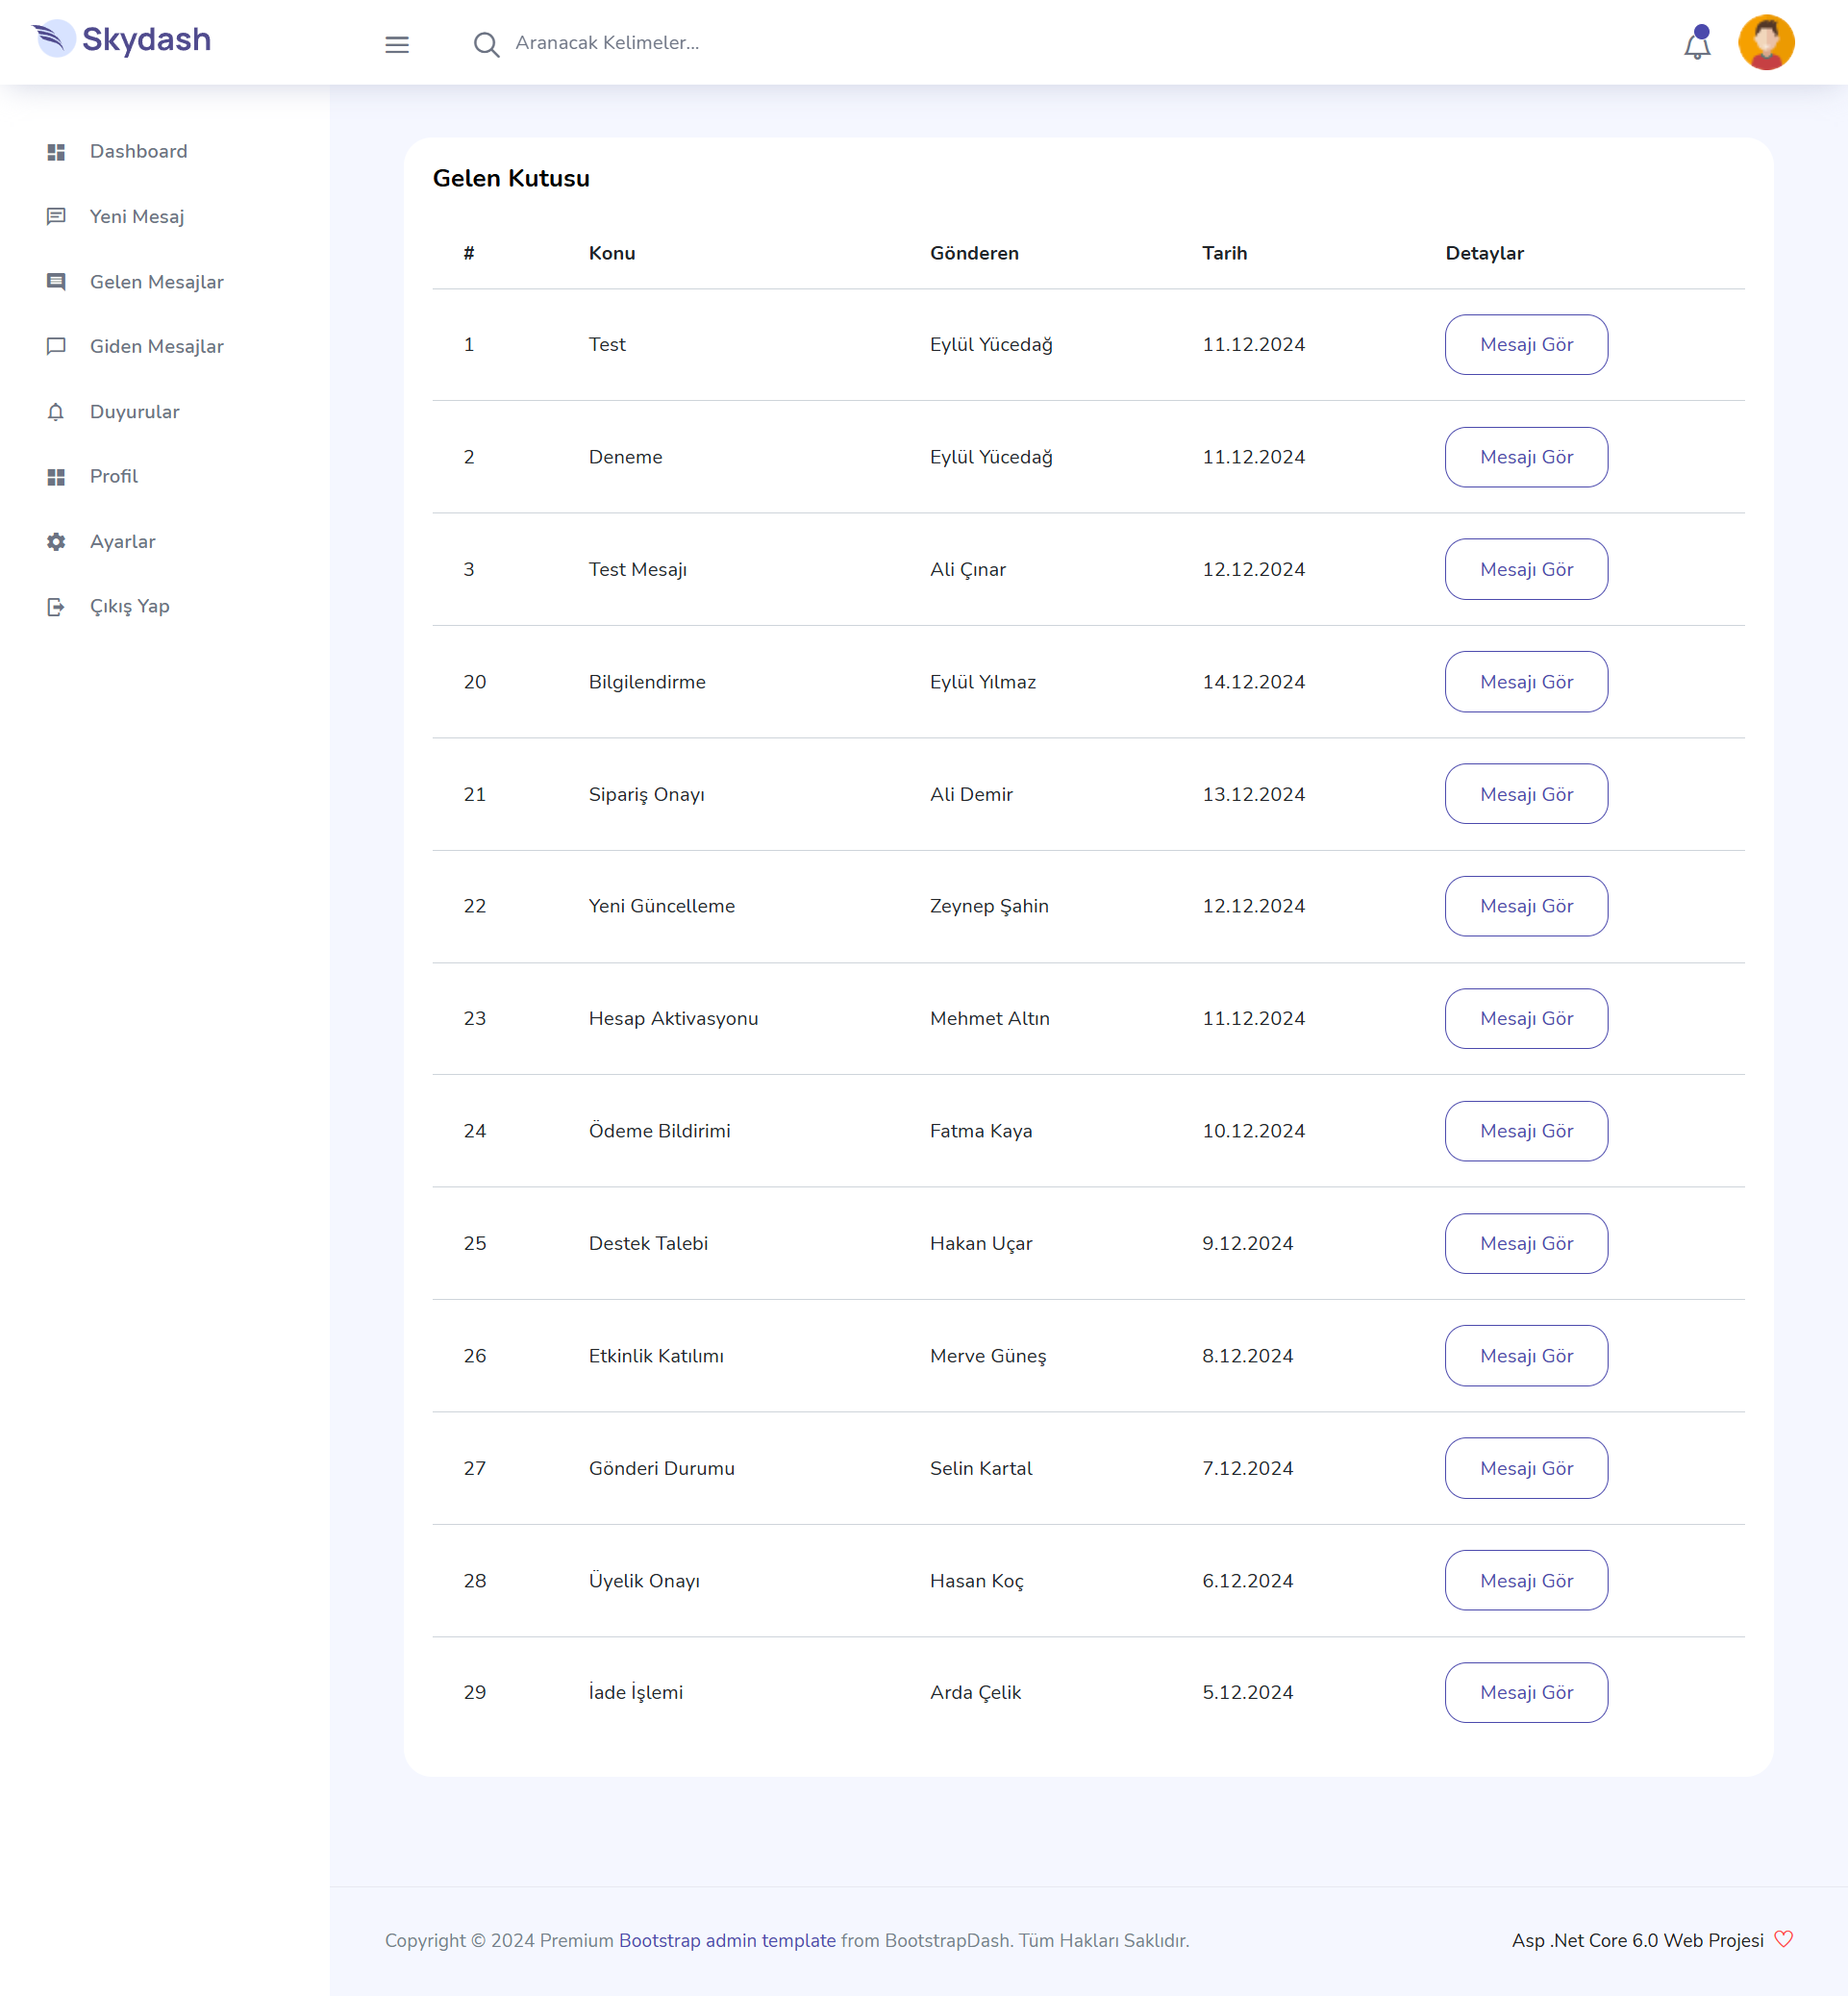 Skydash
Aranacak Kelimeler...
Dashboard
Yeni Mesaj
Gelen Mesajlar
Giden Mesajlar
Duyurular
Profil
Ayarlar
Çıkış Yap
Gelen Kutusu
# Konu Gönderen Tarih Detaylar
1 Test Eylül Yücedağ 11.12.2024 Mesajı Gör
2 Deneme Eylül Yücedağ 11.12.2024 Mesajı Gör
3 Test Mesajı Ali Çınar 12.12.2024 Mesajı Gör
20 Bilgilendirme Eylül Yılmaz 14.12.2024 Mesajı Gör
21 Sipariş Onayı Ali Demir 13.12.2024 Mesajı Gör
22 Yeni Güncelleme Zeynep Şahin 12.12.2024 Mesajı Gör
23 Hesap Aktivasyonu Mehmet Altın 11.12.2024 Mesajı Gör
24 Ödeme Bildirimi Fatma Kaya 10.12.2024 Mesajı Gör
25 Destek Talebi Hakan Uçar 9.12.2024 Mesajı Gör
26 Etkinlik Katılımı Merve Güneş 8.12.2024 Mesajı Gör
27 Gönderi Durumu Selin Kartal 7.12.2024 Mesajı Gör
28 Üyelik Onayı Hasan Koç 6.12.2024 Mesajı Gör
29 İade İşlemi Arda Çelik 5.12.2024 Mesajı Gör
Copyright © 2024 Premium Bootstrap admin template from BootstrapDash. Tüm Hakları Saklıdır. Asp .Net Core 6.0 Web Projesi